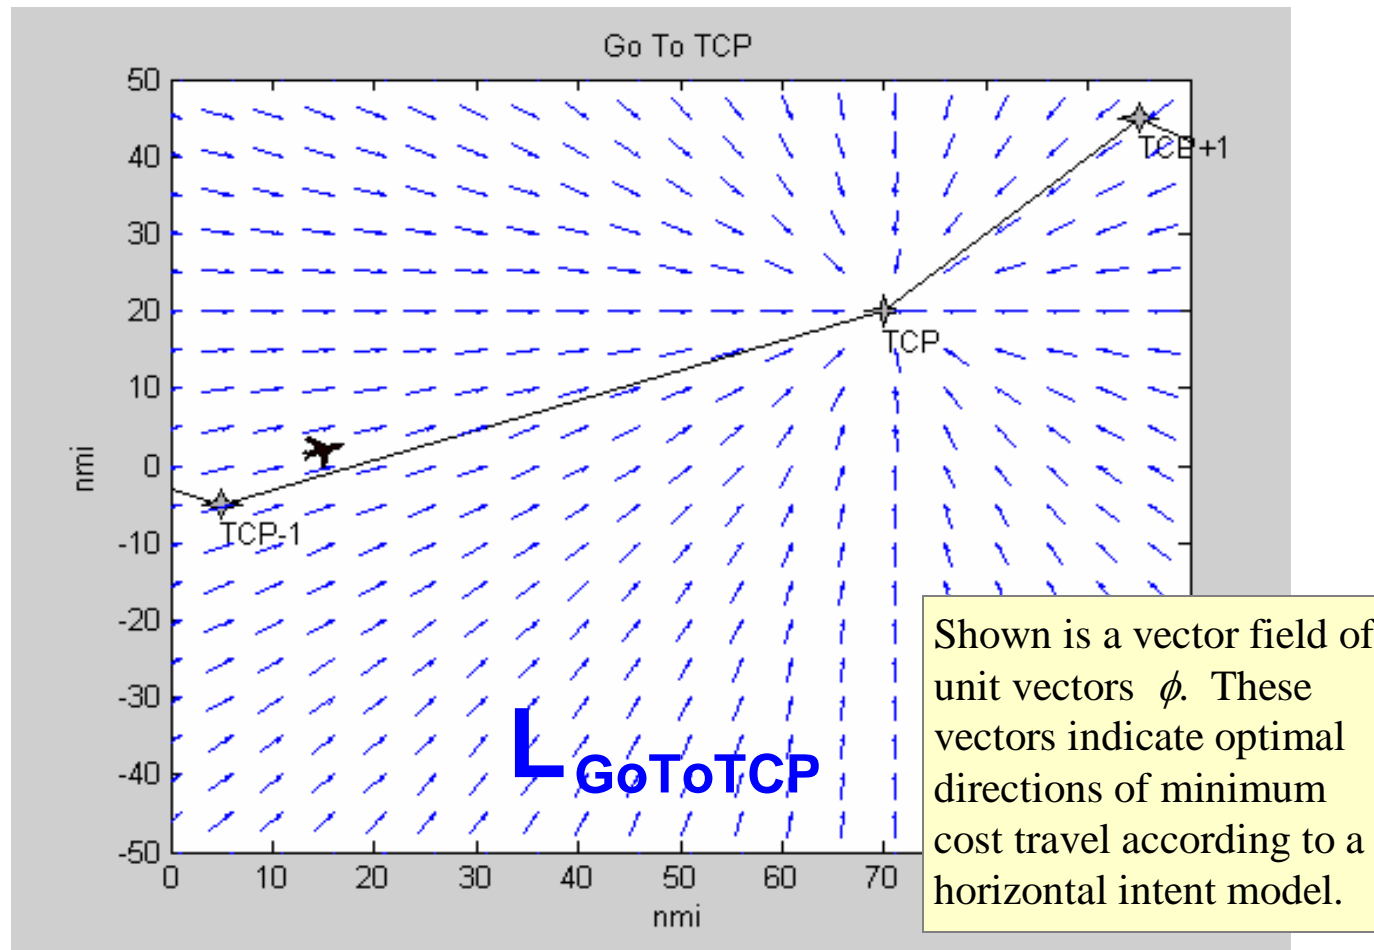 Go To TCP
50
40
30
20
10
0
-10
-20
-30
-40
-50
nmi
TCP+1
TCP
TCP-1
L GoToTCP
0 10 20 30 40 50 60 70
nmi
Shown is a vector field of
unit vectors ϕ. These
vectors indicate optimal
directions of minimum
cost travel according to a
horizontal intent model.